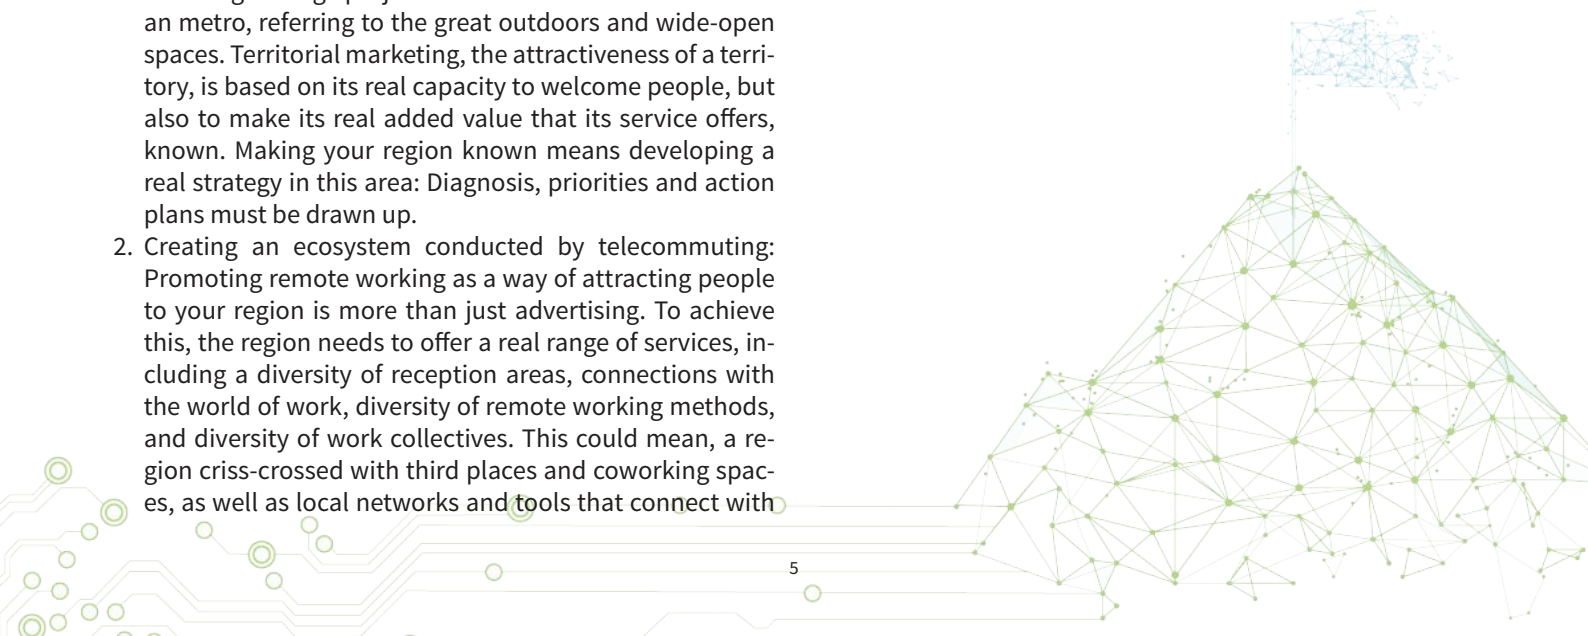 an metro, referring to the great outdoors and wide-open
spaces. Territorial marketing, the attractiveness of a terri-
tory, is based on its real capacity to welcome people, but
also to make its real added value that its service offers,
known. Making your region known means developing a
real strategy in this area: Diagnosis, priorities and action
plans must be drawn up.
2. Creating an ecosystem conducted by telecommuting:
Promoting remote working as a way of attracting people
to your region is more than just advertising. To achieve
this, the region needs to offer a real range of services, in-
cluding a diversity of reception areas, connections with
the world of work, diversity of remote working methods,
and diversity of work collectives. This could mean, a re-
gion criss-crossed with third places and coworking spac-
es, as well as local networks and tools that connect with
5